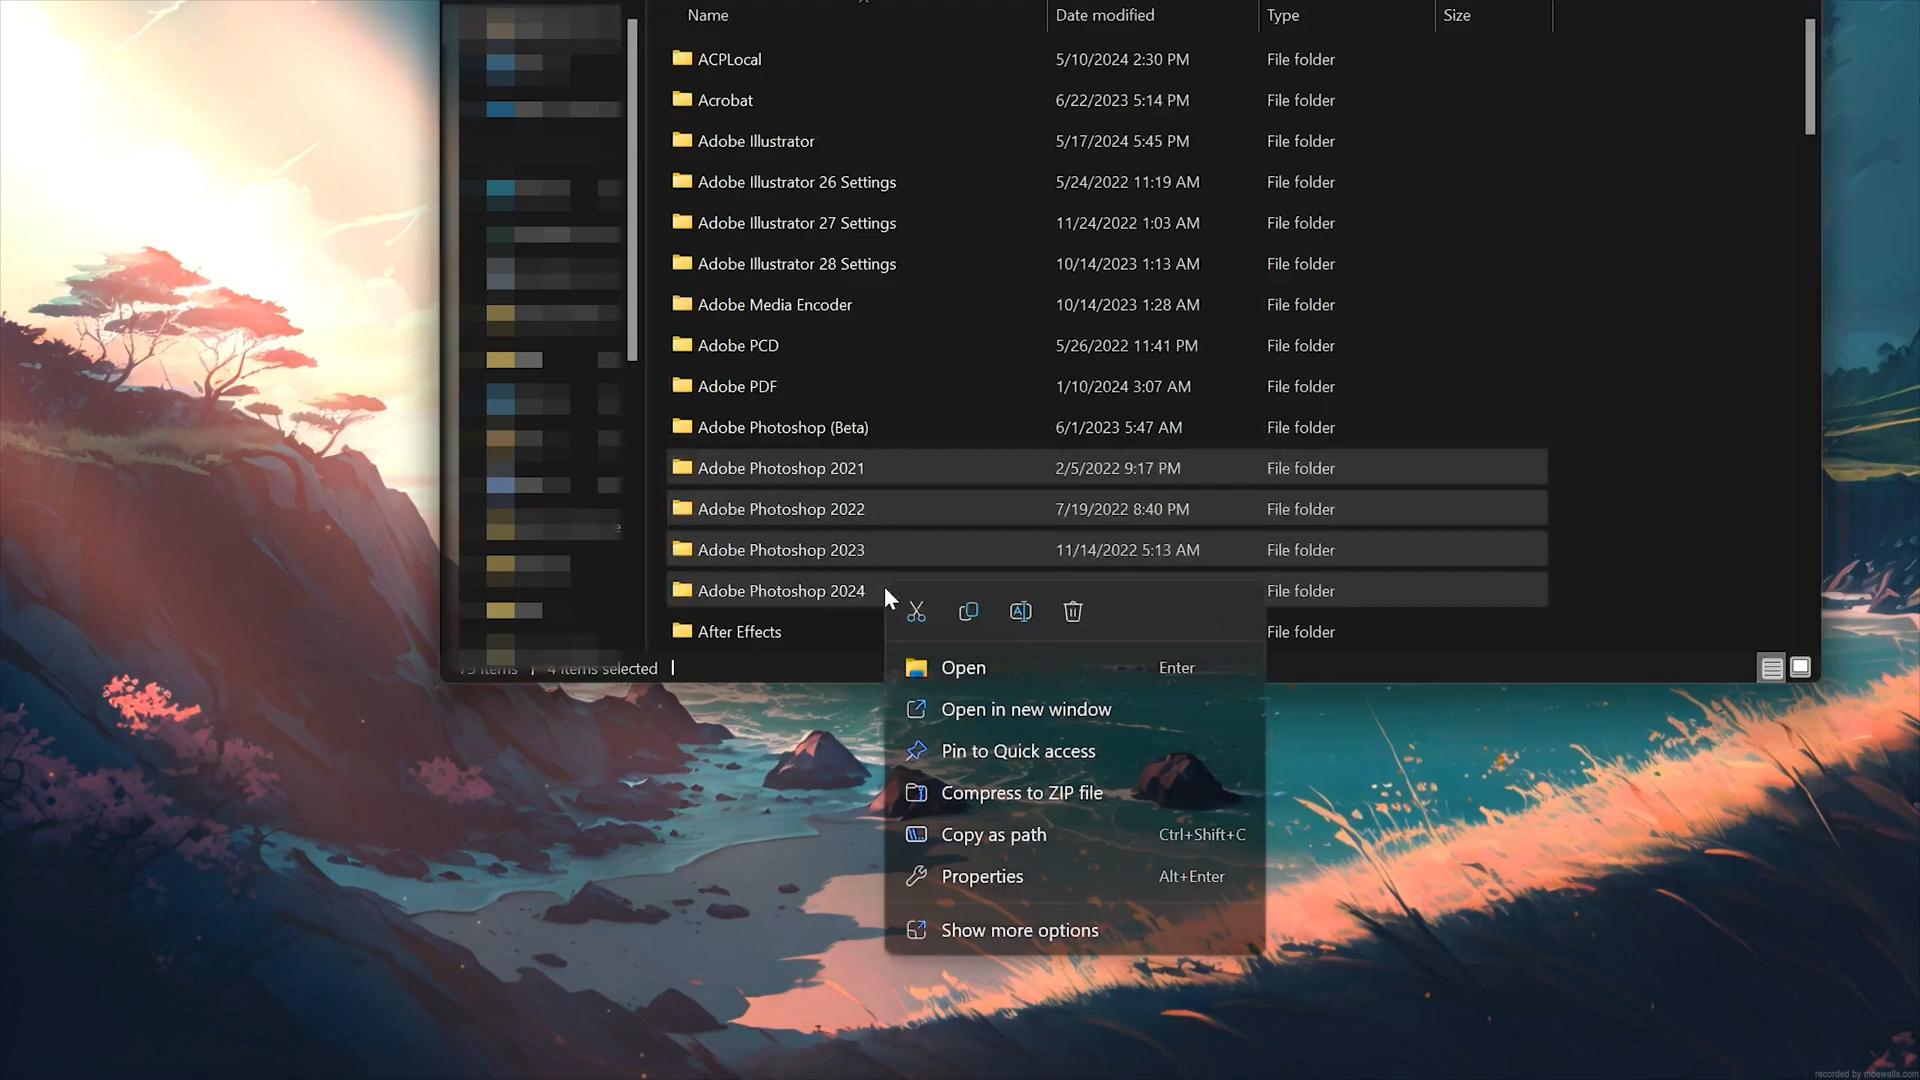 Name Date modified Type Size
ACPLocal 5/10/2024 2:30 PM File folder
Acrobat 6/22/2023 5:14 PM File folder
Adobe Illustrator 5/17/2024 5:45 PM File folder
Adobe Illustrator 26 Settings 5/24/2022 11:19 AM File folder
Adobe Illustrator 27 Settings 11/24/2022 1:03 AM File folder
Adobe Illustrator 28 Settings 10/14/2023 1:13 AM File folder
Adobe Media Encoder 10/14/2023 1:28 AM File folder
Adobe PCD 5/26/2022 11:41 PM File folder
Adobe PDF 1/10/2024 3:07 AM File folder
Adobe Photoshop (Beta) 6/1/2023 5:47 AM File folder
Adobe Photoshop 2021 2/5/2022 9:17 PM File folder
Adobe Photoshop 2022 7/19/2022 8:40 PM File folder
Adobe Photoshop 2023 11/14/2022 5:13 AM File folder
Adobe Photoshop 2024 File folder
After Effects File folder
items 4 items selected
Open Enter
Open in new window
Pin to Quick access
Compress to ZIP file
Copy as path Ctrl+Shift+C
Properties Alt+Enter
Show more options
recorded by moewalls.com